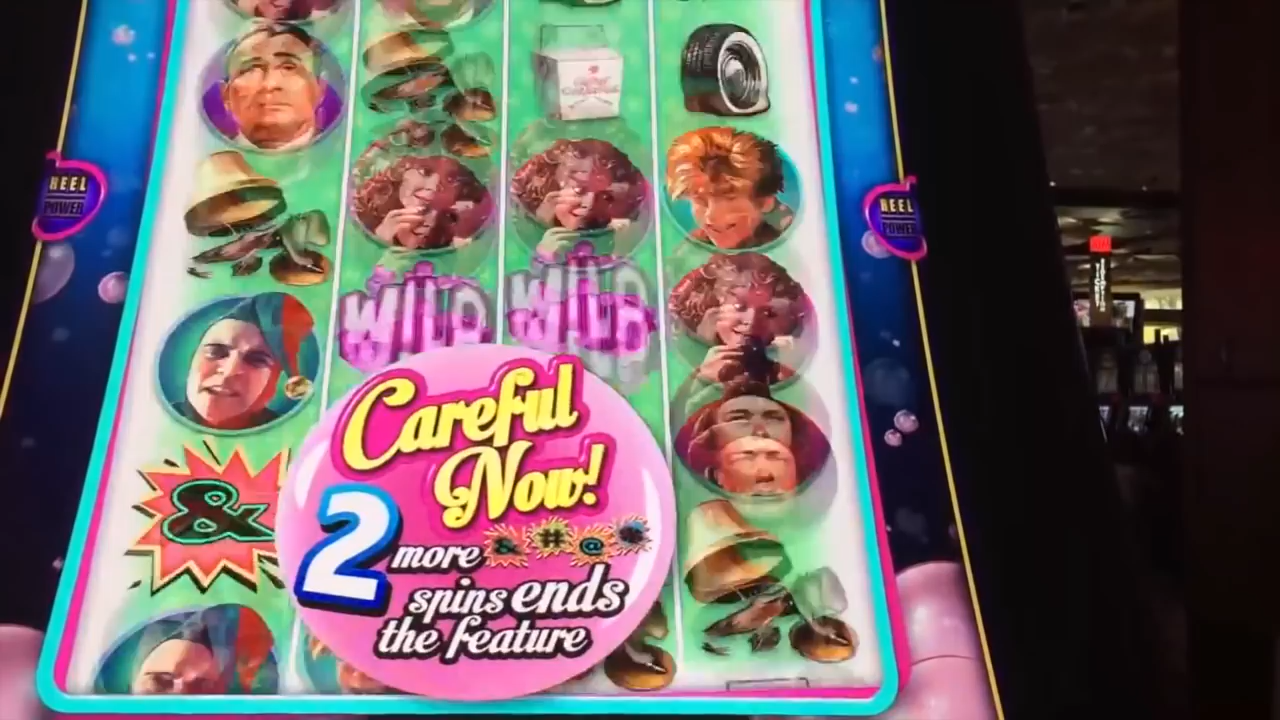 REEL
POWER
REEL
POWER
WILD
WILD
&
Careful
Now!
2 more & # @ *
spins ends
the feature